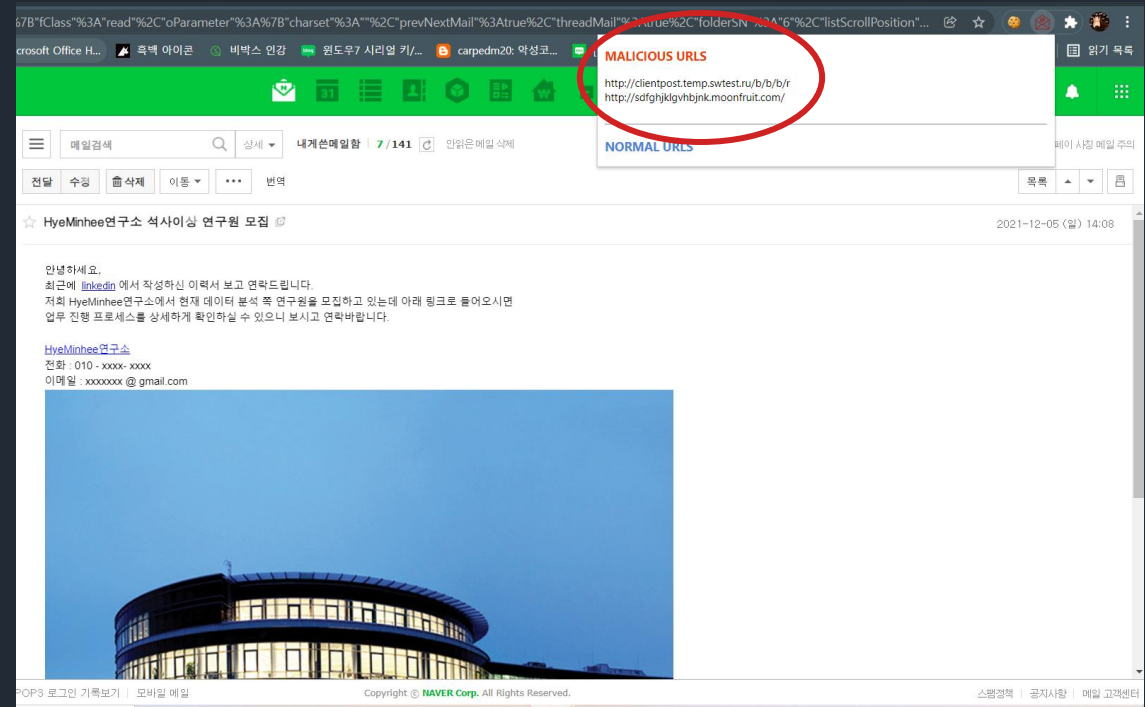 %7B"fClass"%3A"read"%2C"oParameter"%3A%7B"charset"%3A""%2C"prevNextMail"%3Atrue%2C"threadMail"%3Atrue%2C"folderSN"%3A"6"%2C"listScrollPosition"...
crosoft Office H... 흑백 아이콘 비박스 인강 윈도우7 시리얼 키/... carpedm20: 악성코... 읽기 목록
MALICIOUS URLS
http://clientpost.temp.swtest.ru/b/b/b/r
http://sdfghjklgvhbjnk.moonfruit.com/
NORMAL URLS
31
메일검색 상세 내게쓴메일함 7/141 안읽은 메일 삭제 페이 사칭 메일 주의
전달 수정 삭제 이동 ••• 번역 목록
HyeMinhee연구소 석사이상 연구원 모집 2021-12-05 (일) 14:08
안녕하세요,
최근에 linkedin 에서 작성하신 이력서 보고 연락드립니다.
저희 HyeMinhee연구소에서 현재 데이터 분석 쪽 연구원을 모집하고 있는데 아래 링크로 들어오시면
업무 진행 프로세스를 상세하게 확인하실 수 있으니 보시고 연락바랍니다.
HyeMinhee연구소
전화 : 010 - xxxx- xxxx
이메일 : xxxxxxx @ gmail.com
POP3 로그인 기록보기 모바일 메일 Copyright ⓒ NAVER Corp. All Rights Reserved. 스팸정책 공지사항 메일 고객센터